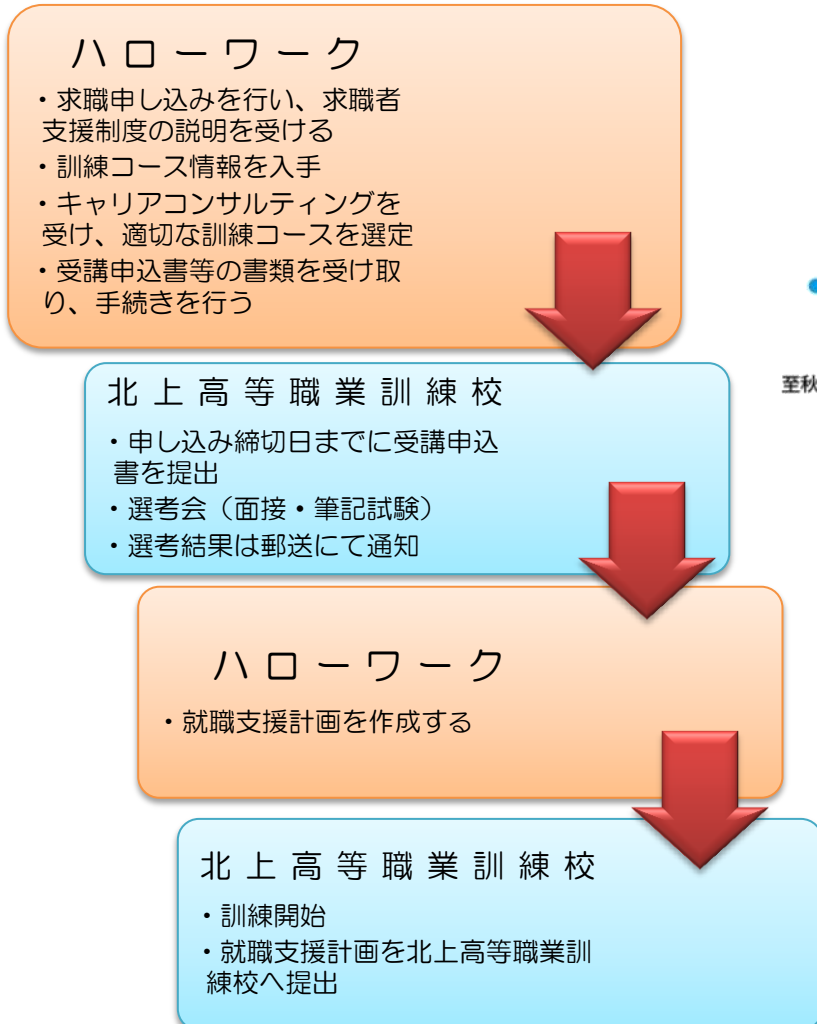 ハローワーク
・求職申し込みを行い、求職者
支援制度の説明を受ける
・訓練コース情報を入手
・キャリアコンサルティングを
受け、適切な訓練コースを選定
・受講申込書等の書類を受け取
り、手続きを行う
至秋
北上高等職業訓練校
・申し込み締切日までに受講申込
書を提出
・選考会（面接・筆記試験）
・選考結果は郵送にて通知
ハローワーク
・就職支援計画を作成する
北上高等職業訓練校
・訓練開始
・就職支援計画を北上高等職業訓
練校へ提出